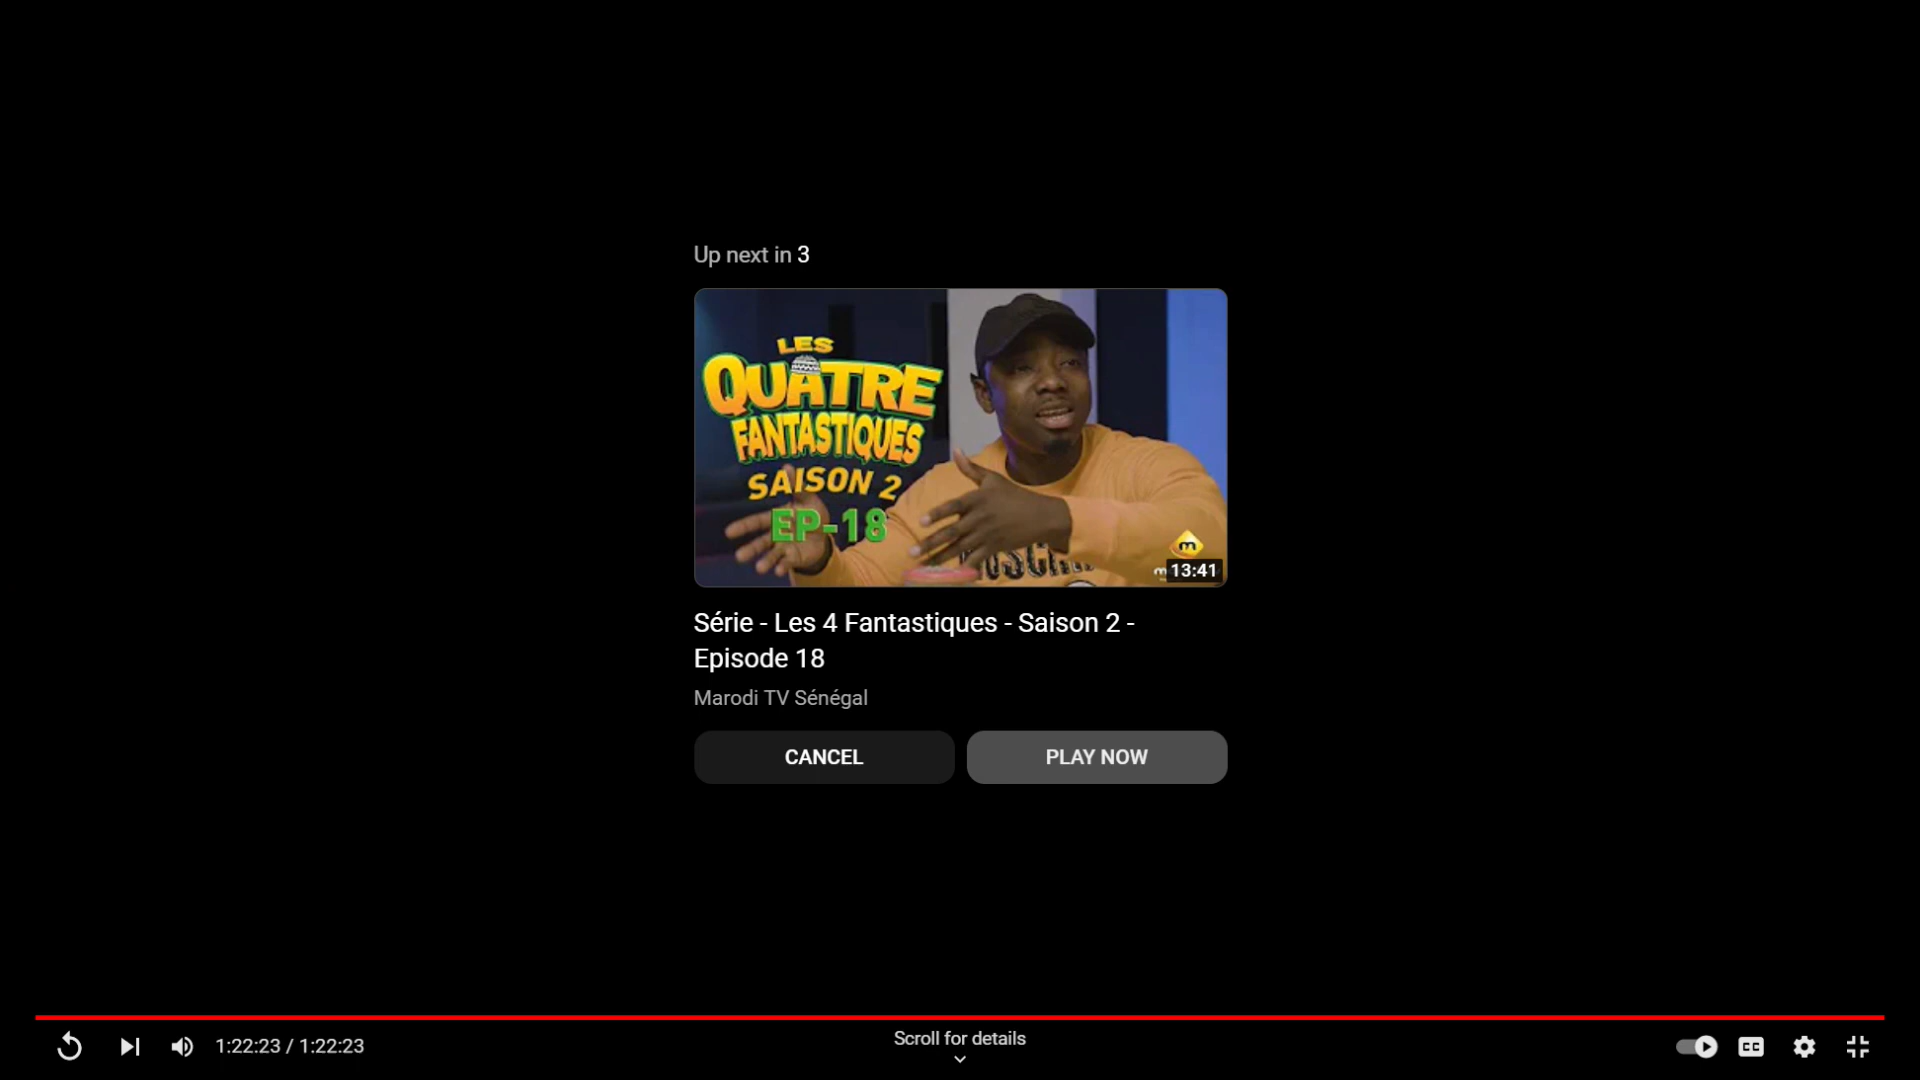 Up next in 3
LES
QUATRE
FANTASTIQUES
SAISON 2
EP-18
m
13:41
Série - Les 4 Fantastiques - Saison 2 -
Episode 18
Marodi TV Sénégal
CANCEL
PLAY NOW
1:22:23 / 1:22:23
Scroll for details
CC